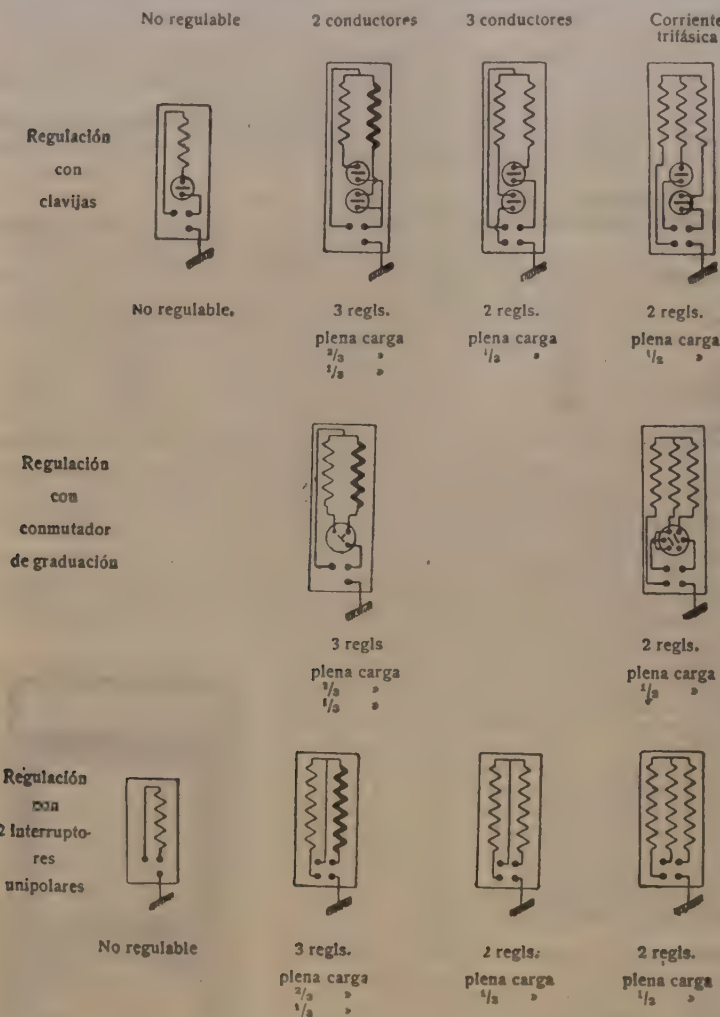 No regulable 2 conductores 3 conductores Corriente
trifásica
Regulación
con
clavijas
No regulable. 3 regls. 2 regls. 2 regls.
plena carga plena carga plena carga
²/₃ » ¹/₂ » ¹/₂ »
¹/₃ »
Regulación
con
conmutador
de graduación
3 regls 2 regls.
plena carga plena carga
²/₃ » ¹/₂ »
¹/₃ »
Regulación
con
2 Interrupto-
res
unipolares
No regulable 3 regls. 2 regls. 2 regls.
plena carga plena carga plena carga
²/₃ » ¹/₂ » ¹/₂ »
¹/₃ »